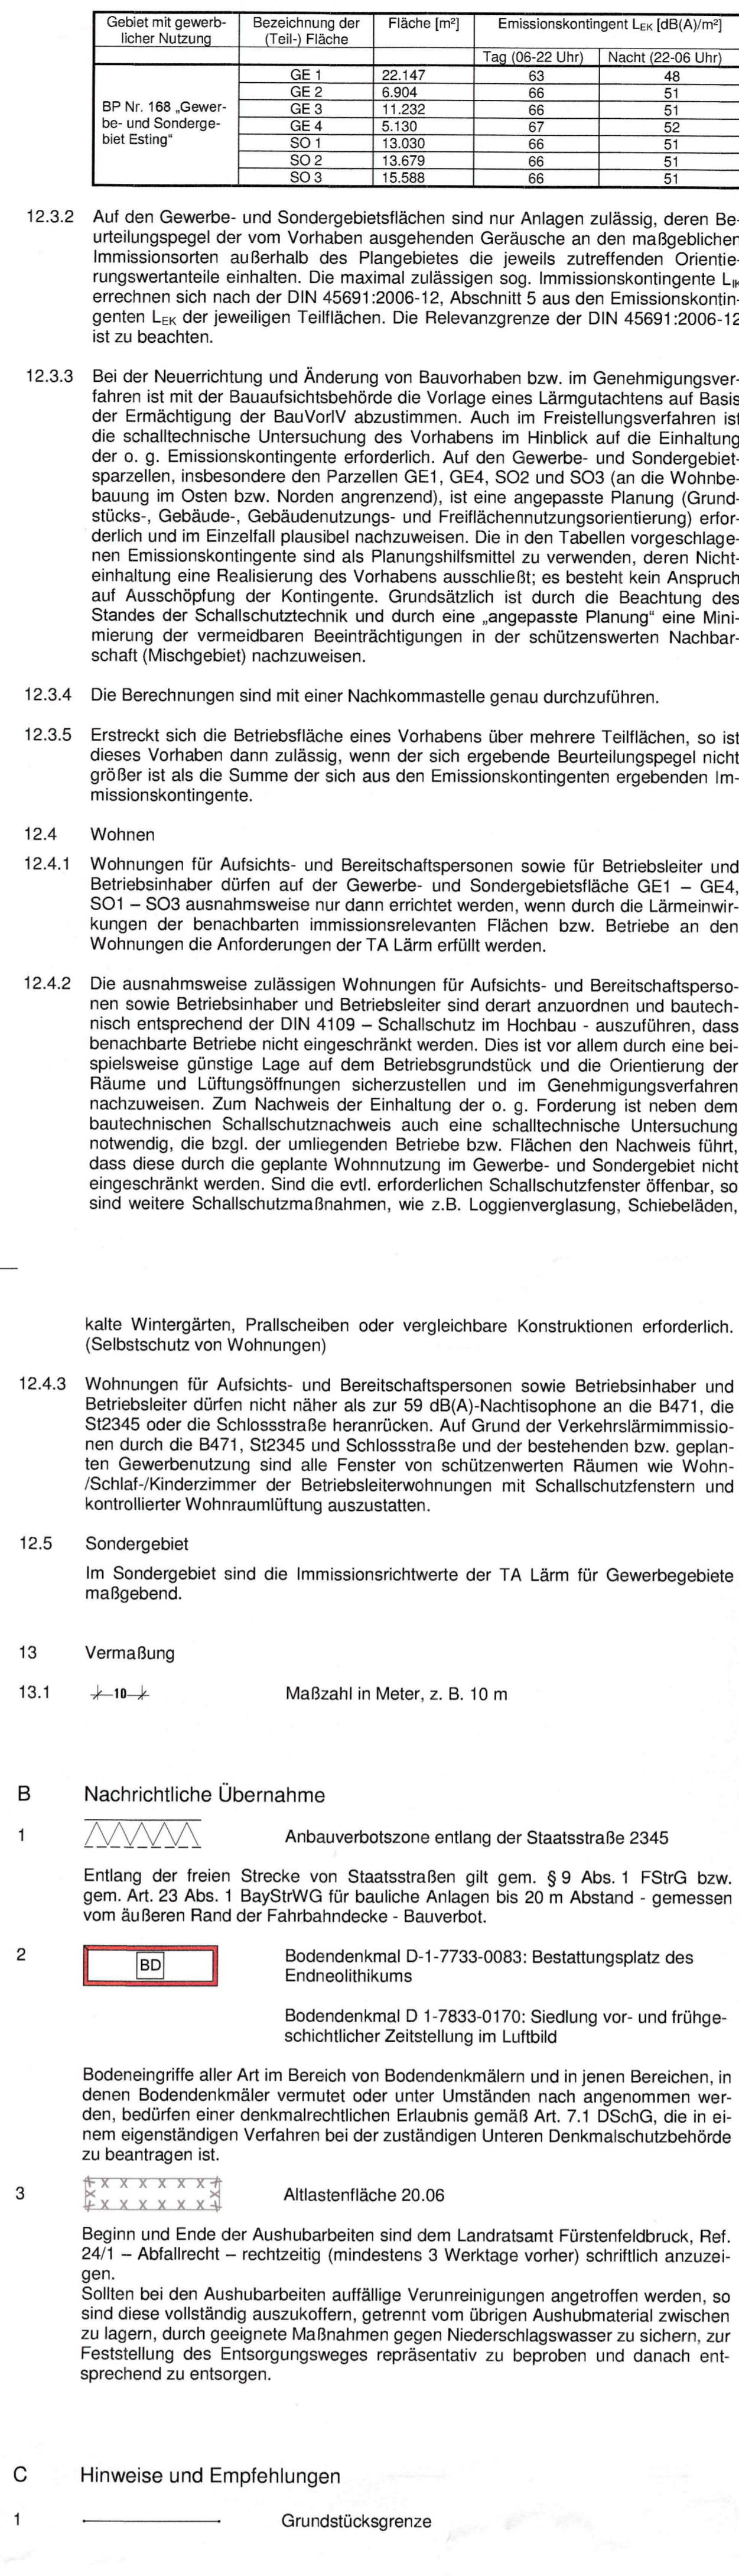 Gebiet mit gewerb- Bezeichnung der Fläche [m²] Emissionskontingent LEK [dB(A)/m²]
licher Nutzung (Teil-) Fläche
Tag (06-22 Uhr) Nacht (22-06 Uhr)
GE 1 22.147 63 48
GE 2 6.904 66 51
BP Nr. 168 „Gewer- GE 3 11.232 66 51
be- und Sonderge- GE 4 5.130 67 52
biet Esting“ SO 1 13.030 66 51
SO 2 13.679 66 51
SO 3 15.588 66 51
12.3.2 Auf den Gewerbe- und Sondergebietsflächen sind nur Anlagen zulässig, deren Be-
urteilungspegel der vom Vorhaben ausgehenden Geräusche an den maßgeblichen
Immissionsorten außerhalb des Plangebietes die jeweils zutreffenden Orientie-
rungswertanteile einhalten. Die maximal zulässigen sog. Immissionskontingente LIK
errechnen sich nach der DIN 45691:2006-12, Abschnitt 5 aus den Emissionskontin-
genten LEK der jeweiligen Teilflächen. Die Relevanzgrenze der DIN 45691:2006-12
ist zu beachten.
12.3.3 Bei der Neuerrichtung und Änderung von Bauvorhaben bzw. im Genehmigungsver-
fahren ist mit der Bauaufsichtsbehörde die Vorlage eines Lärmgutachtens auf Basis
der Ermächtigung der BauVorlV abzustimmen. Auch im Freistellungsverfahren ist
die schalltechnische Untersuchung des Vorhabens im Hinblick auf die Einhaltung
der o. g. Emissionskontingente erforderlich. Auf den Gewerbe- und Sondergebiet-
sparzellen, insbesondere den Parzellen GE1, GE4, SO2 und SO3 (an die Wohnbe-
bauung im Osten bzw. Norden angrenzend), ist eine angepasste Planung (Grund-
stücks-, Gebäude-, Gebäudenutzungs- und Freiflächennutzungsorientierung) erfor-
derlich und im Einzelfall plausibel nachzuweisen. Die in den Tabellen vorgeschlage-
nen Emissionskontingente sind als Planungshilfsmittel zu verwenden, deren Nicht-
einhaltung eine Realisierung des Vorhabens ausschließt; es besteht kein Anspruch
auf Ausschöpfung der Kontingente. Grundsätzlich ist durch die Beachtung des
Standes der Schallschutztechnik und durch eine „angepasste Planung“ eine Mini-
mierung der vermeidbaren Beeinträchtigungen in der schützenswerten Nachbar-
schaft (Mischgebiet) nachzuweisen.
12.3.4 Die Berechnungen sind mit einer Nachkommastelle genau durchzuführen.
12.3.5 Erstreckt sich die Betriebsfläche eines Vorhabens über mehrere Teilflächen, so ist
dieses Vorhaben dann zulässig, wenn der sich ergebende Beurteilungspegel nicht
größer ist als die Summe der sich aus den Emissionskontingenten ergebenden Im-
missionskontingente.
12.4 Wohnen
12.4.1 Wohnungen für Aufsichts- und Bereitschaftspersonen sowie für Betriebsleiter und
Betriebsinhaber dürfen auf der Gewerbe- und Sondergebietsfläche GE1 – GE4,
SO1 – SO3 ausnahmsweise nur dann errichtet werden, wenn durch die Lärmeinwir-
kungen der benachbarten immissionsrelevanten Flächen bzw. Betriebe an den
Wohnungen die Anforderungen der TA Lärm erfüllt werden.
12.4.2 Die ausnahmsweise zulässigen Wohnungen für Aufsichts- und Bereitschaftsperso-
nen sowie Betriebsinhaber und Betriebsleiter sind derart anzuordnen und bautech-
nisch entsprechend der DIN 4109 – Schallschutz im Hochbau - auszuführen, dass
benachbarte Betriebe nicht eingeschränkt werden. Dies ist vor allem durch eine bei-
spielsweise günstige Lage auf dem Betriebsgrundstück und die Orientierung der
Räume und Lüftungsöffnungen sicherzustellen und im Genehmigungsverfahren
nachzuweisen. Zum Nachweis der Einhaltung der o. g. Forderung ist neben dem
bautechnischen Schallschutznachweis auch eine schalltechnische Untersuchung
notwendig, die bzgl. der umliegenden Betriebe bzw. Flächen den Nachweis führt,
dass diese durch die geplante Wohnnutzung im Gewerbe- und Sondergebiet nicht
eingeschränkt werden. Sind die evtl. erforderlichen Schallschutzfenster öffenbar, so
sind weitere Schallschutzmaßnahmen, wie z.B. Loggienverglasung, Schiebeläden,
kalte Wintergärten, Prallscheiben oder vergleichbare Konstruktionen erforderlich.
(Selbstschutz von Wohnungen)
12.4.3 Wohnungen für Aufsichts- und Bereitschaftspersonen sowie Betriebsinhaber und
Betriebsleiter dürfen nicht näher als zur 59 dB(A)-Nachtisophone an die B471, die
St2345 oder die Schlossstraße heranrücken. Auf Grund der Verkehrslärmimmissio-
nen durch die B471, St2345 und Schlossstraße und der bestehenden bzw. geplan-
ten Gewerbenutzung sind alle Fenster von schützenwerten Räumen wie Wohn-
/Schlaf-/Kinderzimmer der Betriebsleiterwohnungen mit Schallschutzfenstern und
kontrollierter Wohnraumlüftung auszustatten.
12.5 Sondergebiet
Im Sondergebiet sind die Immissionsrichtwerte der TA Lärm für Gewerbegebiete
maßgebend.
13 Vermaßung
13.1 10 Maßzahl in Meter, z. B. 10 m
B Nachrichtliche Übernahme
1 Anbauverbotszone entlang der Staatsstraße 2345
Entlang der freien Strecke von Staatsstraßen gilt gem. § 9 Abs. 1 FStrG bzw.
gem. Art. 23 Abs. 1 BayStrWG für bauliche Anlagen bis 20 m Abstand - gemessen
vom äußeren Rand der Fahrbahndecke - Bauverbot.
2 BD Bodendenkmal D-1-7733-0083: Bestattungsplatz des
Endneolithikums
Bodendenkmal D 1-7833-0170: Siedlung vor- und frühge-
schichtlicher Zeitstellung im Luftbild
Bodeneingriffe aller Art im Bereich von Bodendenkmälern und in jenen Bereichen, in
denen Bodendenkmäler vermutet oder unter Umständen nach angenommen wer-
den, bedürfen einer denkmalrechtlichen Erlaubnis gemäß Art. 7.1 DSchG, die in ei-
nem eigenständigen Verfahren bei der zuständigen Unteren Denkmalschutzbehörde
zu beantragen ist.
3 Altlastenfläche 20.06
Beginn und Ende der Aushubarbeiten sind dem Landratsamt Fürstenfeldbruck, Ref.
24/1 – Abfallrecht – rechtzeitig (mindestens 3 Werktage vorher) schriftlich anzuzei-
gen.
Sollten bei den Aushubarbeiten auffällige Verunreinigungen angetroffen werden, so
sind diese vollständig auszukoffern, getrennt vom übrigen Aushubmaterial zwischen
zu lagern, durch geeignete Maßnahmen gegen Niederschlagswasser zu sichern, zur
Feststellung des Entsorgungsweges repräsentativ zu beproben und danach ent-
sprechend zu entsorgen.
C Hinweise und Empfehlungen
1 Grundstücksgrenze